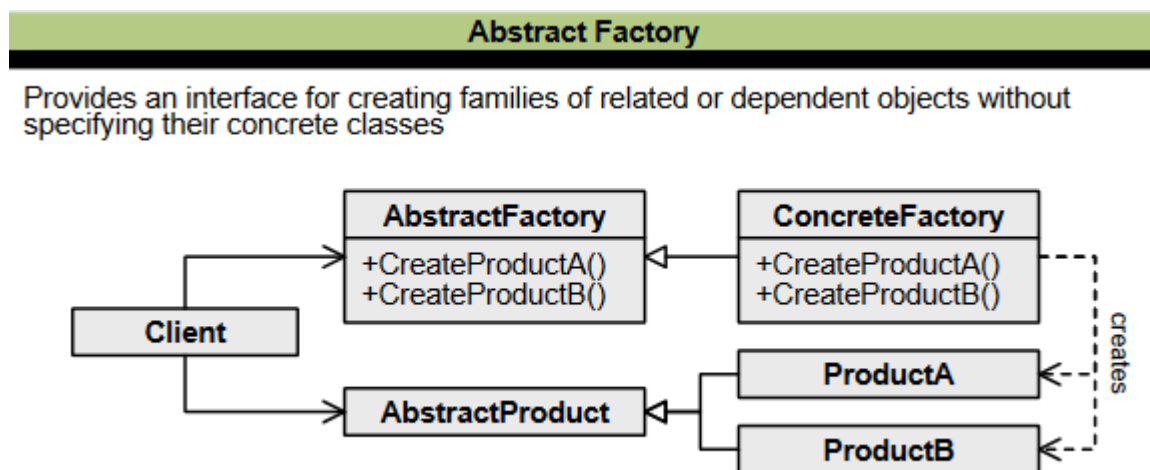 Abstract Factory
Provides an interface for creating families of related or dependent objects without
specifying their concrete classes
AbstractFactory
+CreateProductA()
+CreateProductB()
ConcreteFactory
+CreateProductA()
+CreateProductB()
Client
creates
AbstractProduct
ProductA
ProductB